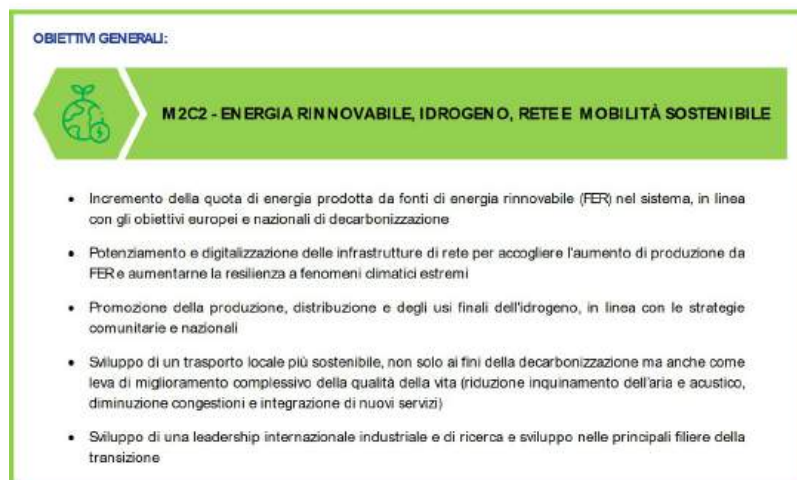 OBIETTIVI GENERALI:
M2C2 - ENERGIA RINNOVABILE, IDROGENO, RETE E MOBILITÀ SOSTENIBILE
• Incremento della quota di energia prodotta da fonti di energia rinnovabile (FER) nel sistema, in linea
con gli obiettivi europei e nazionali di decarbonizzazione
• Potenziamento e digitalizzazione delle infrastrutture di rete per accogliere l'aumento di produzione da
FER e aumentarne la resilienza a fenomeni climatici estremi
• Promozione della produzione, distribuzione e degli usi finali dell'idrogeno, in linea con le strategie
comunitarie e nazionali
• Sviluppo di un trasporto locale più sostenibile, non solo ai fini della decarbonizzazione ma anche come
leva di miglioramento complessivo della qualità della vita (riduzione inquinamento dell'aria e acustico,
diminuzione congestioni e integrazione di nuovi servizi)
• Sviluppo di una leadership internazionale industriale e di ricerca e sviluppo nelle principali filiere della
transizione